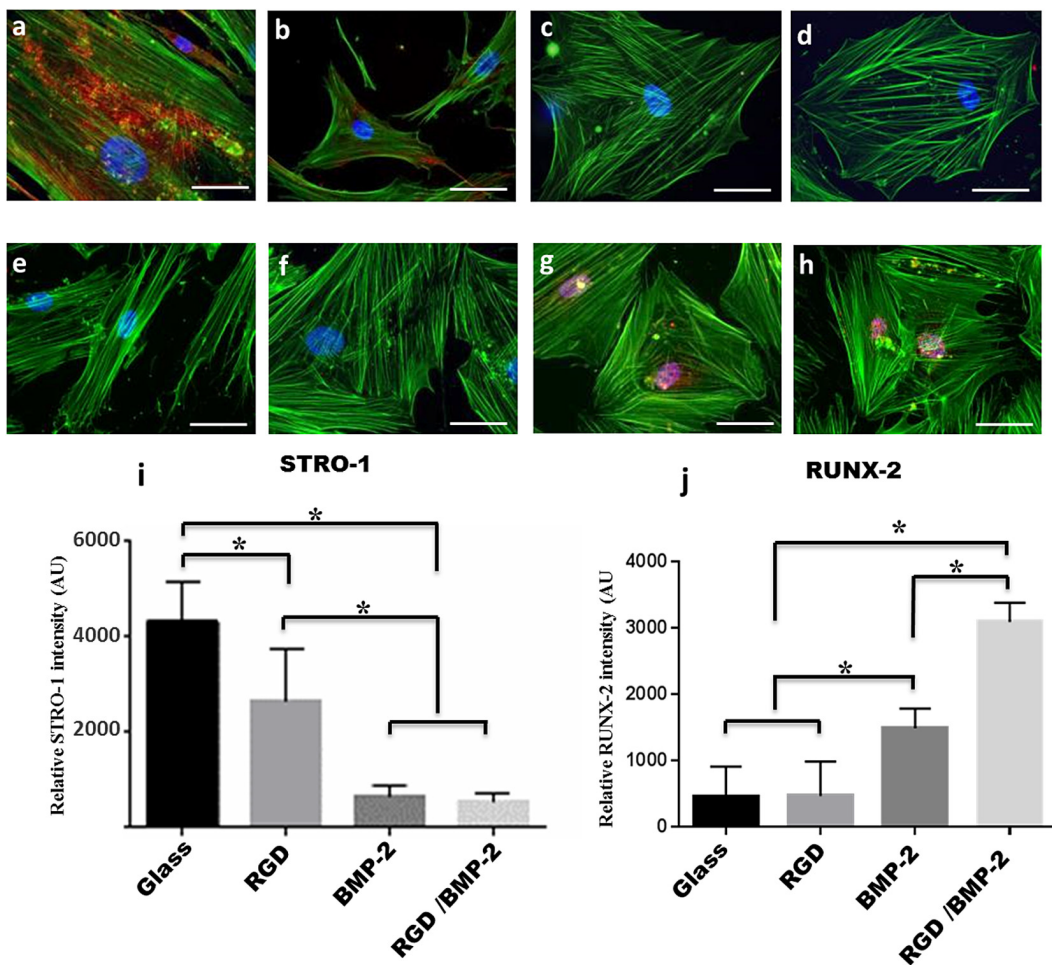 a b c d
e f g h
i STRO-1
j RUNX-2
Relative STRO-1 intensity (AU)
6000
4000
2000
*
*
*
Glass
RGD
BMP-2
RGD /BMP-2
Relative RUNX-2 intensity (AU
4000
3000
2000
1000
0
*
*
*
Glass
RGD
BMP-2
RGD /BMP-2